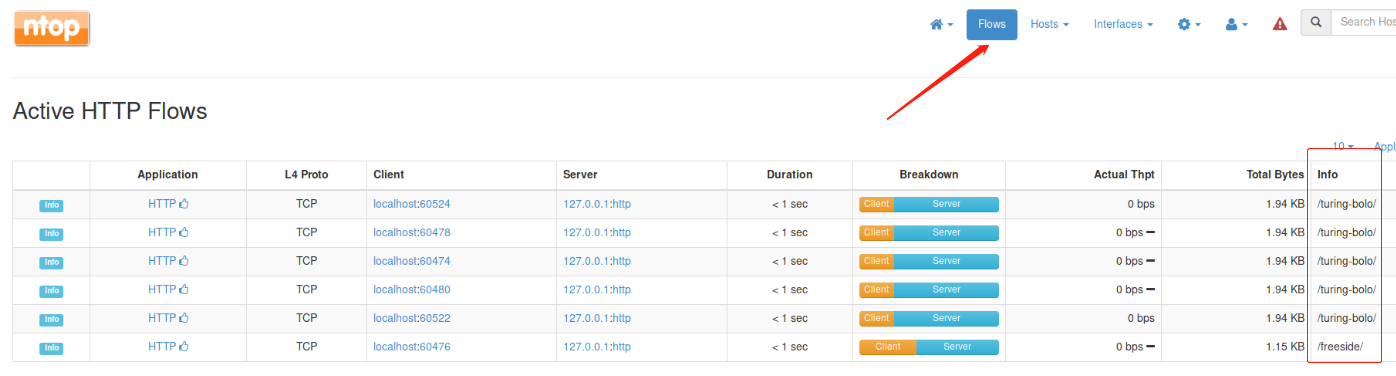 ntop
Flows Hosts Interfaces Search Hos
Active HTTP Flows
10 Appl
Application L4 Proto Client Server Duration Breakdown Actual Thpt Total Bytes Info
Info HTTP TCP localhost:60524 127.0.0.1:http < 1 sec Client Server 0 bps 1.94 KB /turing-bolo/
Info HTTP TCP localhost:60478 127.0.0.1:http < 1 sec Client Server 0 bps 1.94 KB /turing-bolo/
Info HTTP TCP localhost:60474 127.0.0.1:http < 1 sec Client Server 0 bps 1.94 KB /turing-bolo/
Info HTTP TCP localhost:60480 127.0.0.1:http < 1 sec Client Server 0 bps 1.94 KB /turing-bolo/
Info HTTP TCP localhost:60522 127.0.0.1:http < 1 sec Client Server 0 bps 1.94 KB /turing-bolo/
Info HTTP TCP localhost:60476 127.0.0.1:http < 1 sec Client Server 0 bps 1.15 KB /freeside/